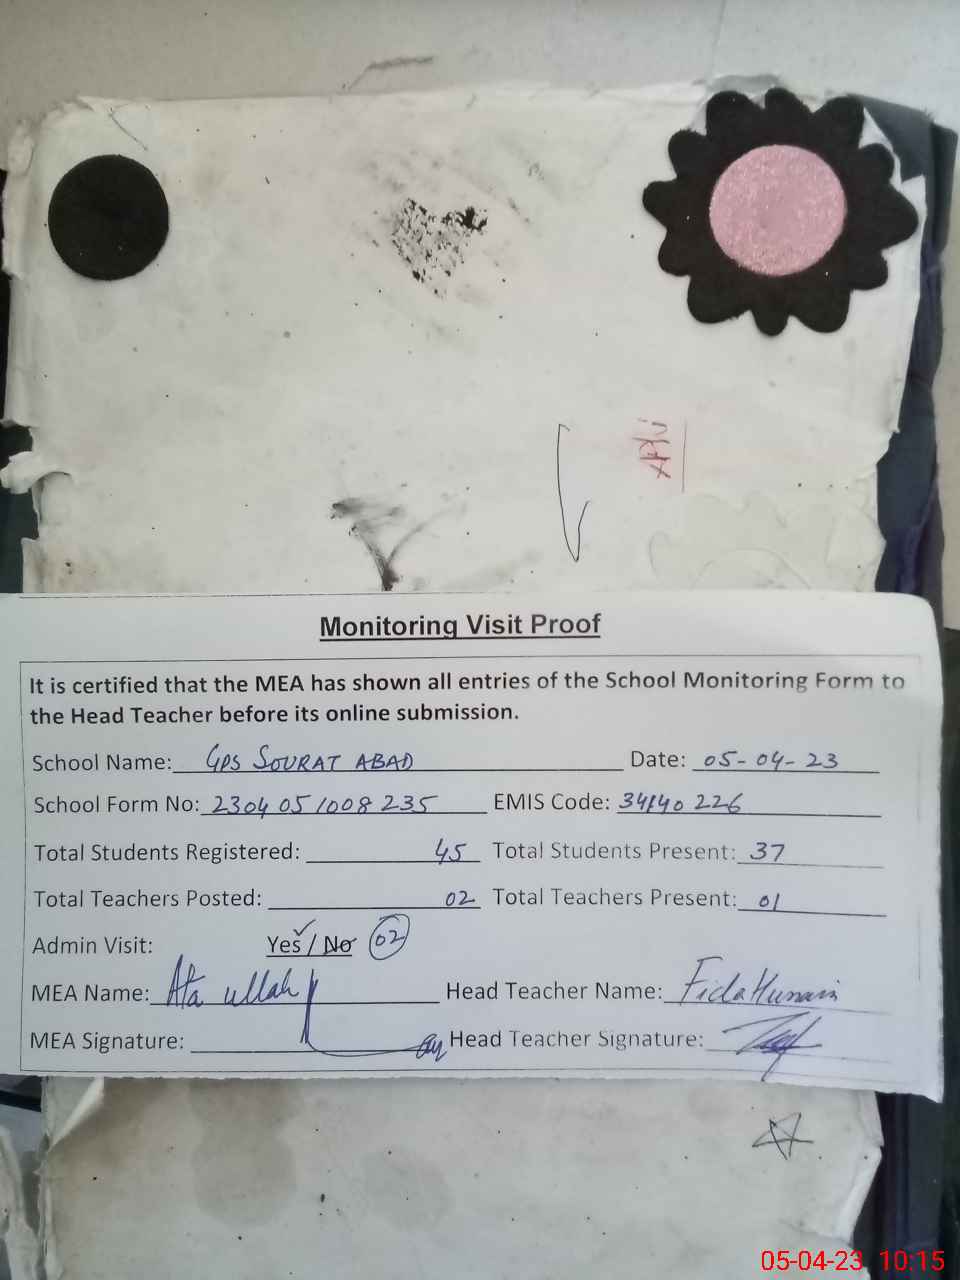 Monitoring Visit Proof
It is certified that the MEA has shown all entries of the School Monitoring Form to
the Head Teacher before its online submission.
School Name: GPS SOURAT ABAD Date: 05-04-23
School Form No: 2304051008235 EMIS Code: 34140226
Total Students Registered: 45 Total Students Present: 37
Total Teachers Posted: 02 Total Teachers Present: 01
Admin Visit: Yes / No 02
MEA Name: Ata ullah Head Teacher Name: Fida Hussain
MEA Signature: Head Teacher Signature:
05-04-23 10:15